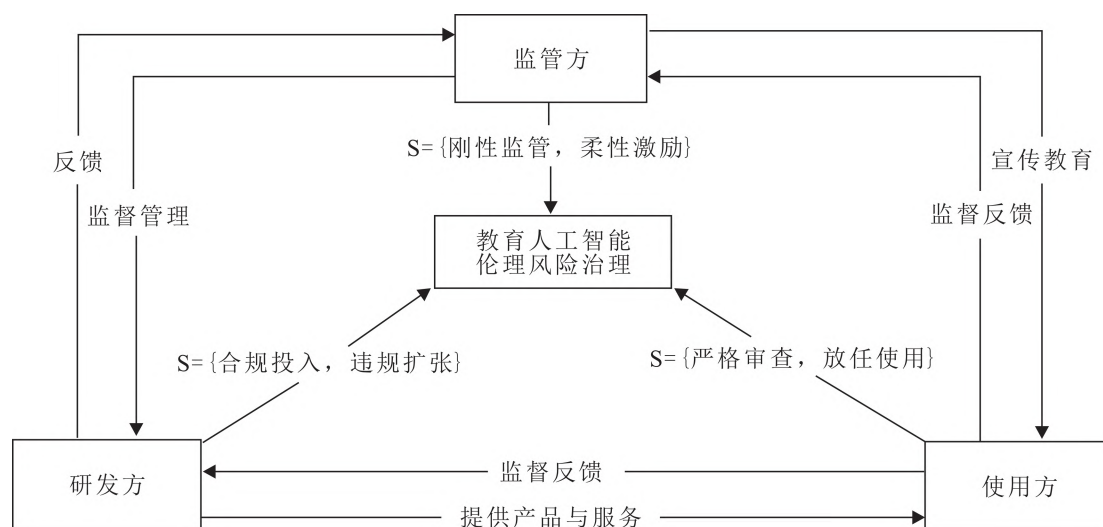 监管方
S={刚性监管，柔性激励}
反馈
宣传教育
监督管理
监督反馈
教育人工智能
伦理风险治理
S={合规投入，违规扩张}
S={严格审查，放任使用}
研发方
监督反馈
使用方
提供产品与服务